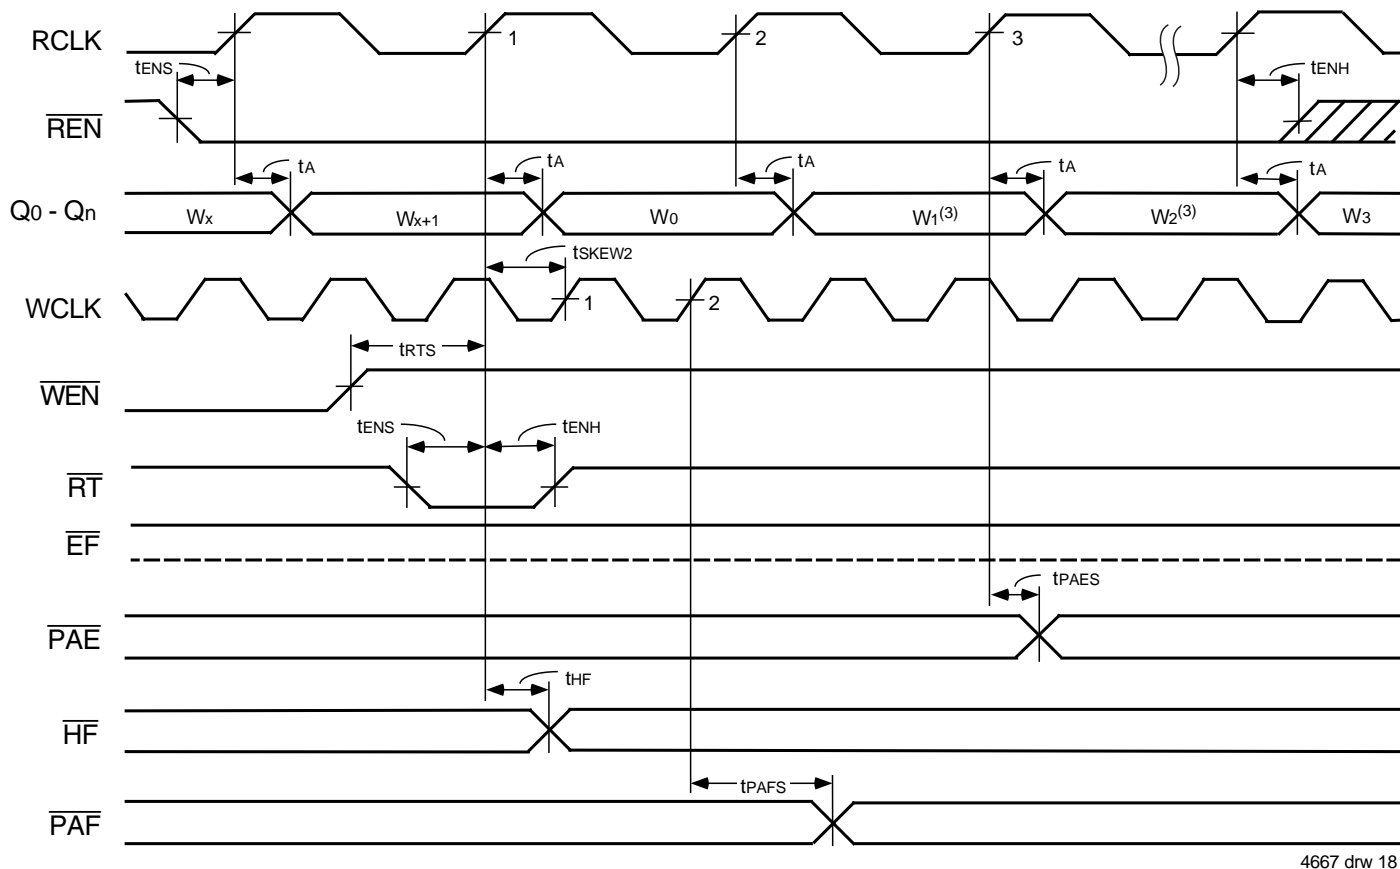 RCLK
1
2
3
tENS
tENH
REN
tA
tA
tA
tA
tA
Q0 - Qn
Wx
Wx+1
W0
W1(3)
W2(3)
W3
tSKEW2
WCLK
1
2
tRTS
WEN
tENS
tENH
RT
EF
tPAES
PAE
tHF
HF
tPAFS
PAF
4667 drw 18